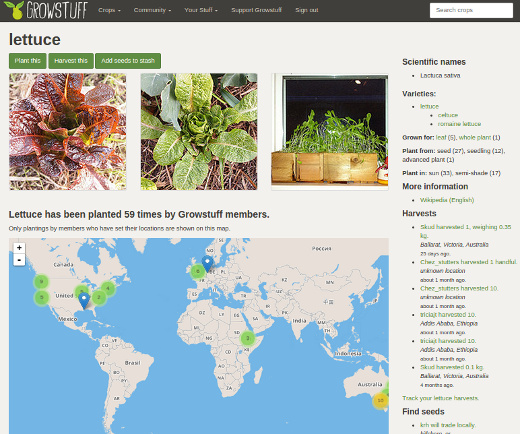 GROWSTUFF
Crops
Community
Your Stuff
Support Growstuff
Sign out
Search crops
lettuce
Plant this
Harvest this
Add seeds to stash
Scientific names
Lactuca sativa
Varieties:
lettuce
celtuce
romaine lettuce
Grown for: leaf (5), whole plant (1)
Plant from: seed (27), seedling (12),
advanced plant (1)
Plant in: sun (33), semi-shade (17)
More information
Wikipedia (English)
Harvests
Skud harvested 1, weighing 0.35
kg.
Ballarat, Victoria, Australia
23 days ago.
Chez_stutters harvested 1 handful.
unknown location
about 1 month ago.
Chez_stutters harvested 10.
unknown location
about 1 month ago.
triciajt harvested 10.
Addis Ababa, Ethiopia
about 1 month ago.
triciajt harvested 10.
Addis Ababa, Ethiopia
about 1 month ago.
Skud harvested 0.1 kg.
Ballarat, Victoria, Australia
4 months ago.
Track your lettuce harvests.
Find seeds
krh will trade locally.
Lettuce has been planted 59 times by Growstuff members.
Only plantings by members who have set their locations are shown on this map.
+
-
Canada
United
Mexico
Brasil
Россия
India
Indonesia
Australia